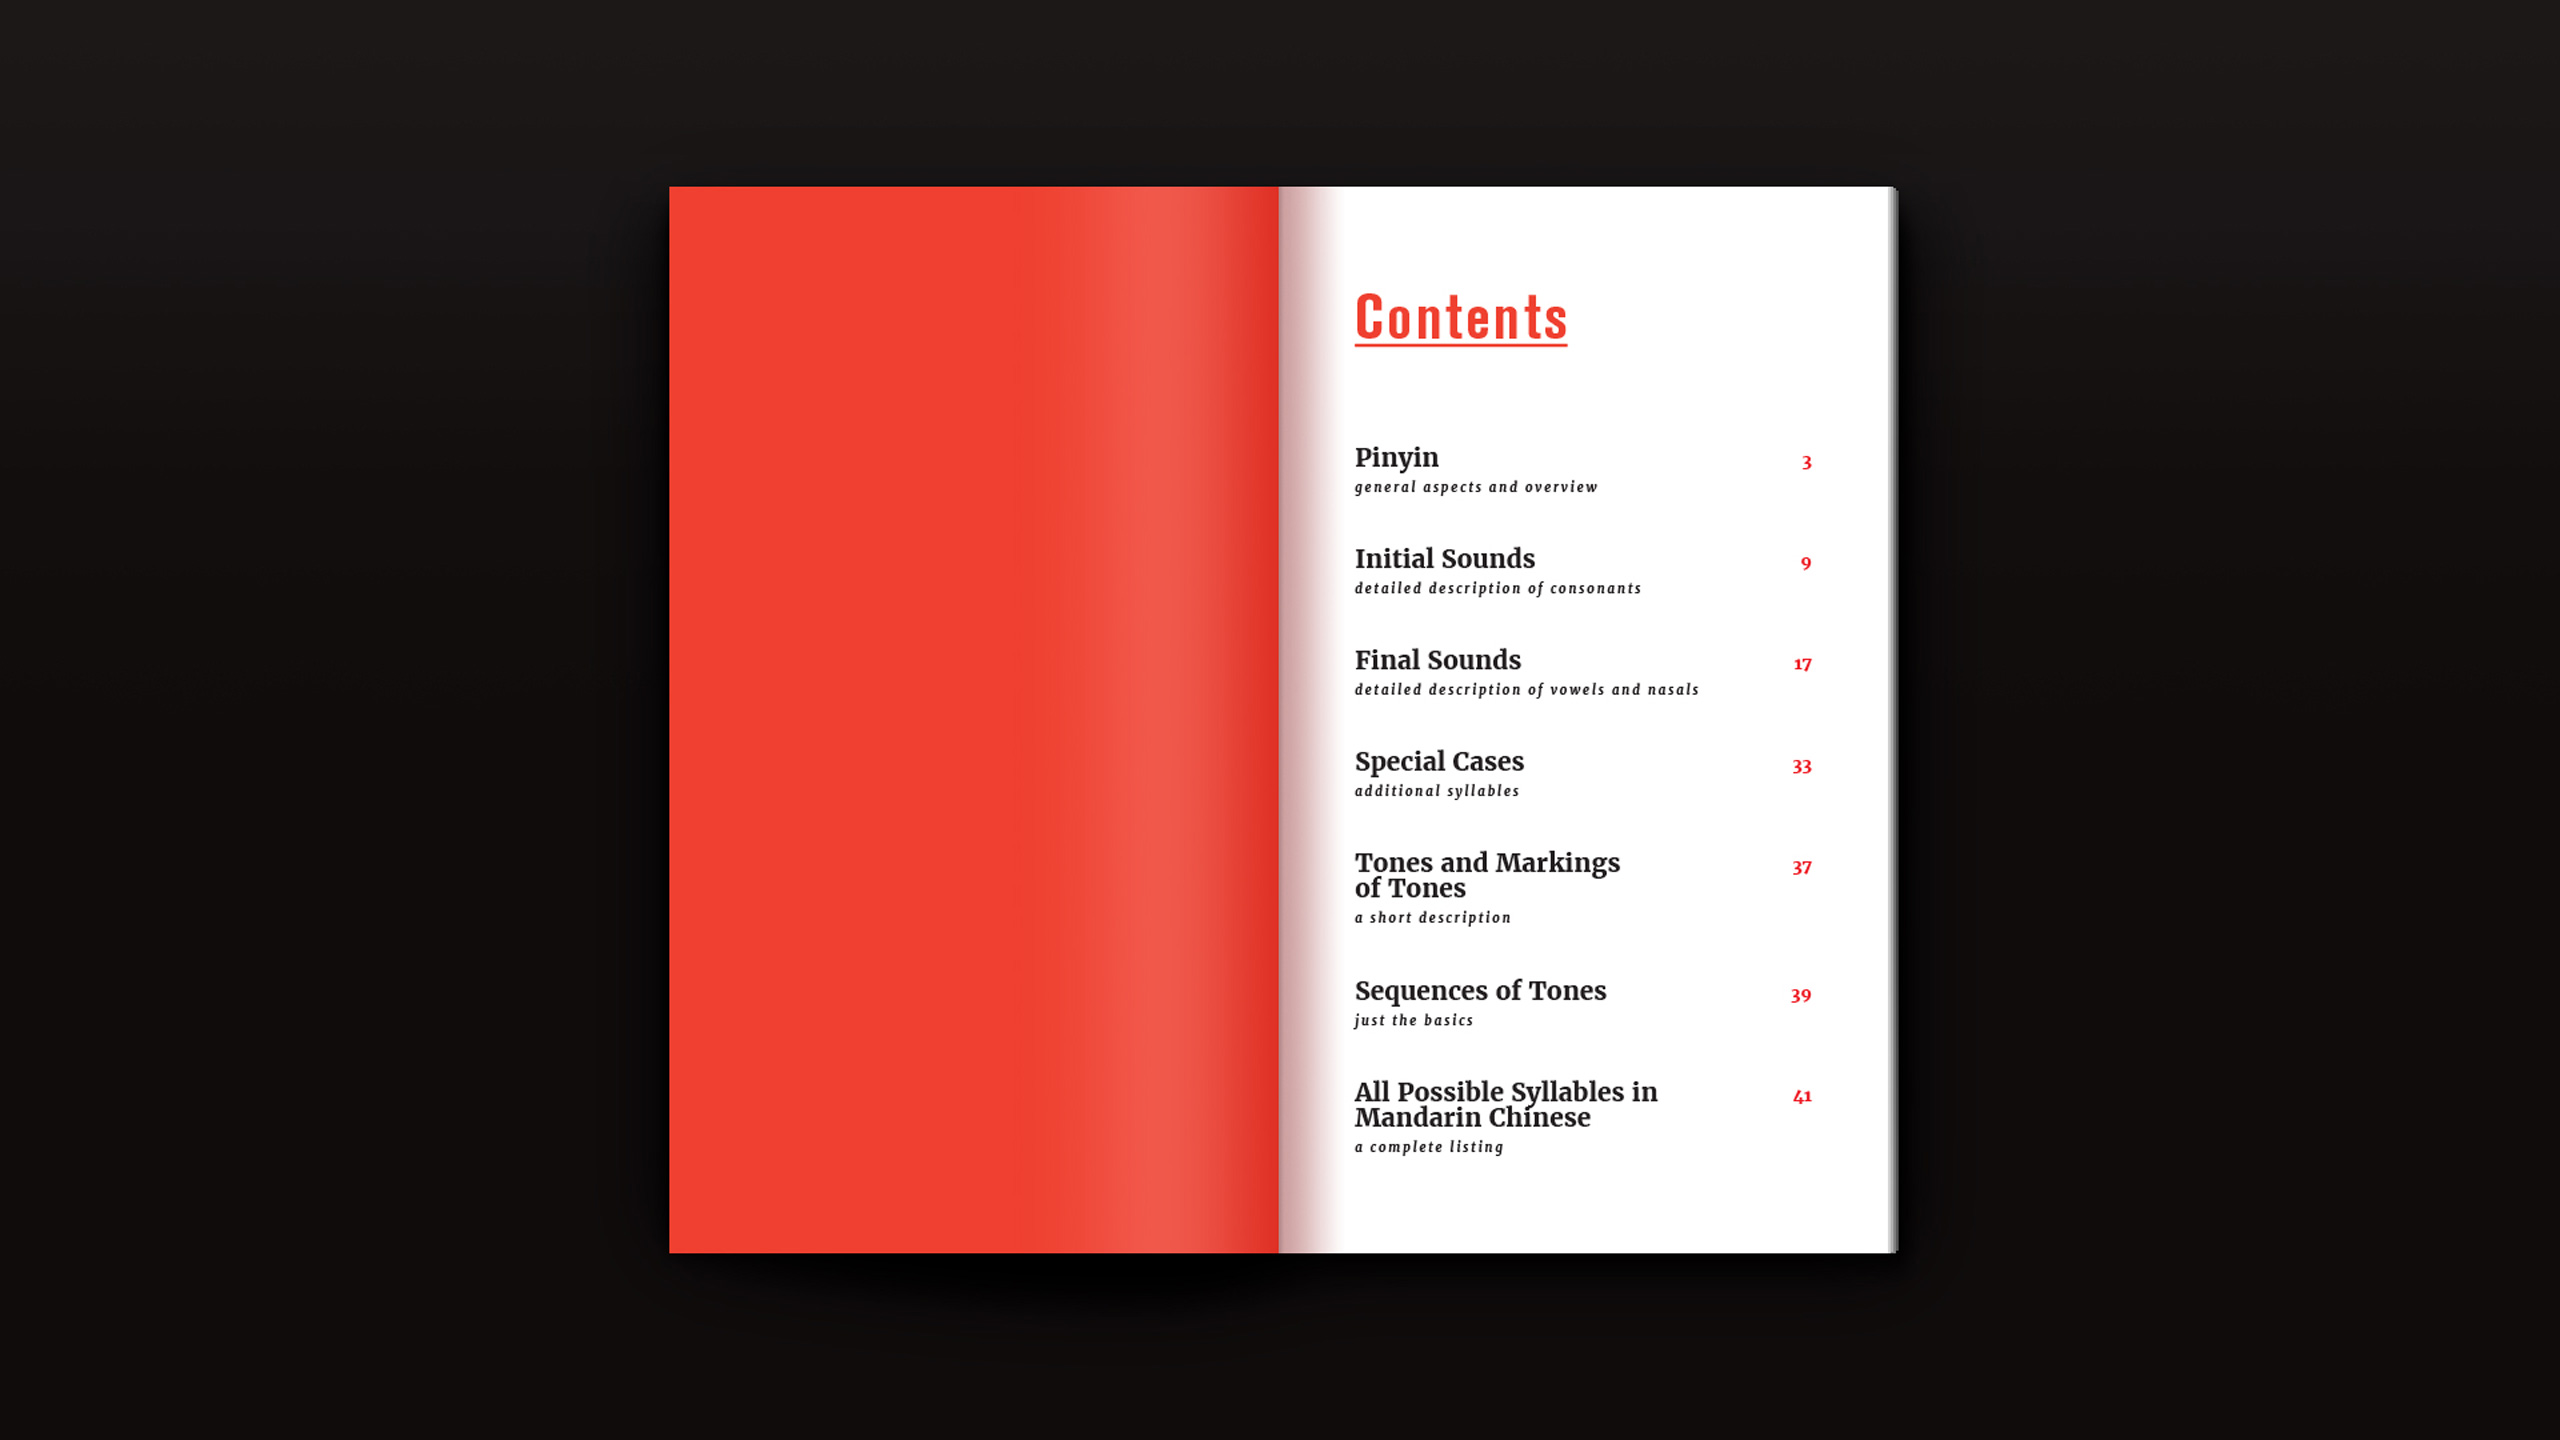 Contents
Pinyin 3
general aspects and overview
Initial Sounds 9
detailed description of consonants
Final Sounds 17
detailed description of vowels and nasals
Special Cases 33
additional syllables
Tones and Markings 37
of Tones
a short description
Sequences of Tones 39
just the basics
All Possible Syllables in 41
Mandarin Chinese
a complete listing